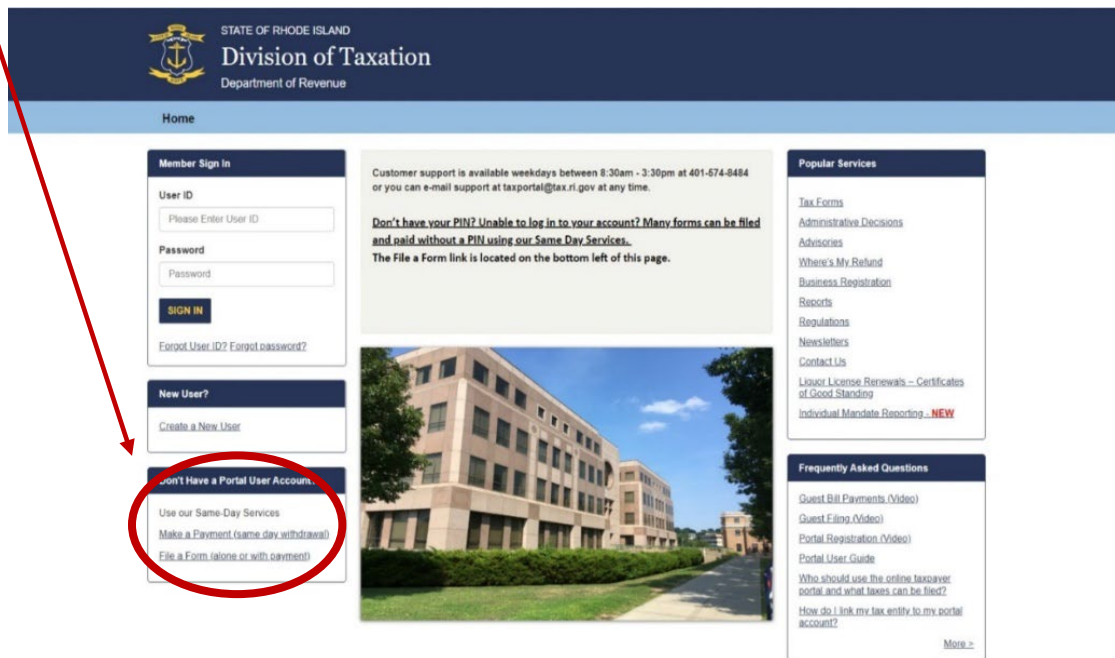 STATE OF RHODE ISLAND
Division of Taxation
Department of Revenue
Home
Member Sign In
User ID
Please Enter User ID
Password
Password
SIGN IN
Forgot User ID? Forgot password?
New User?
Create a New User
Don't Have a Portal User Account?
Use our Same-Day Services
Make a Payment (same day withdrawal)
File a Form (alone or with payment)
Customer support is available weekdays between 8:30am - 3:30pm at 401-574-8484
or you can e-mail support at taxportal@tax.ri.gov at any time.
Don't have your PIN? Unable to log in to your account? Many forms can be filed
and paid without a PIN using our Same Day Services.
The File a Form link is located on the bottom left of this page.
Popular Services
Tax Forms
Administrative Decisions
Advisories
Where's My Refund
Business Registration
Reports
Regulations
Newsletters
Contact Us
Liquor License Renewals – Certificates
of Good Standing
Individual Mandate Reporting - NEW
Frequently Asked Questions
Guest Bill Payments (Video)
Guest Filing (Video)
Portal Registration (Video)
Portal User Guide
Who should use the online taxpayer
portal and what taxes can be filed?
How do I link my tax entity to my portal
account?
More >